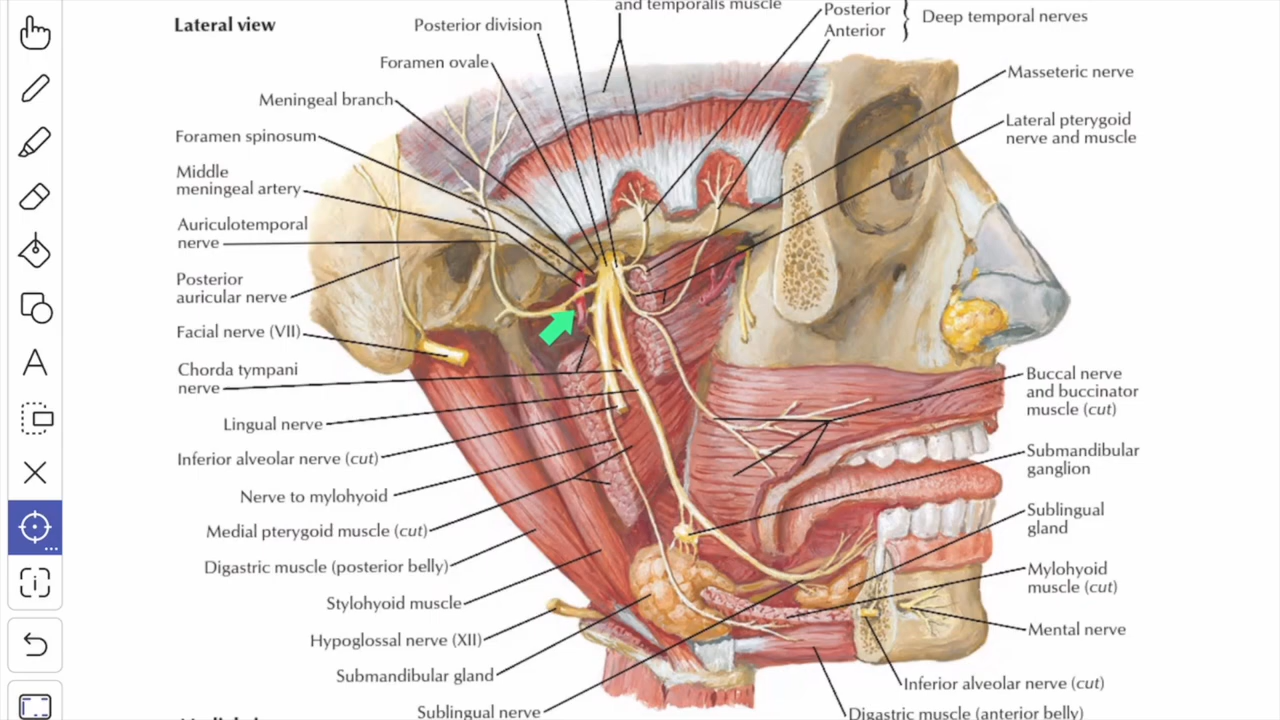 and temporalis muscle
Posterior
Anterior
Deep temporal nerves
Lateral view
Posterior division
Foramen ovale
Meningeal branch
Foramen spinosum
Middle
meningeal artery
Auriculotemporal
nerve
Posterior
auricular nerve
Facial nerve (VII)
Chorda tympani
nerve
Lingual nerve
Inferior alveolar nerve (cut)
Nerve to mylohyoid
Medial pterygoid muscle (cut)
Digastric muscle (posterior belly)
Stylohyoid muscle
Hypoglossal nerve (XII)
Submandibular gland
Sublingual nerve
Masseteric nerve
Lateral pterygoid
nerve and muscle
Buccal nerve
and buccinator
muscle (cut)
Submandibular
ganglion
Sublingual
gland
Mylohyoid
muscle (cut)
Mental nerve
Inferior alveolar nerve (cut)
Digastric muscle (anterior belly)
A